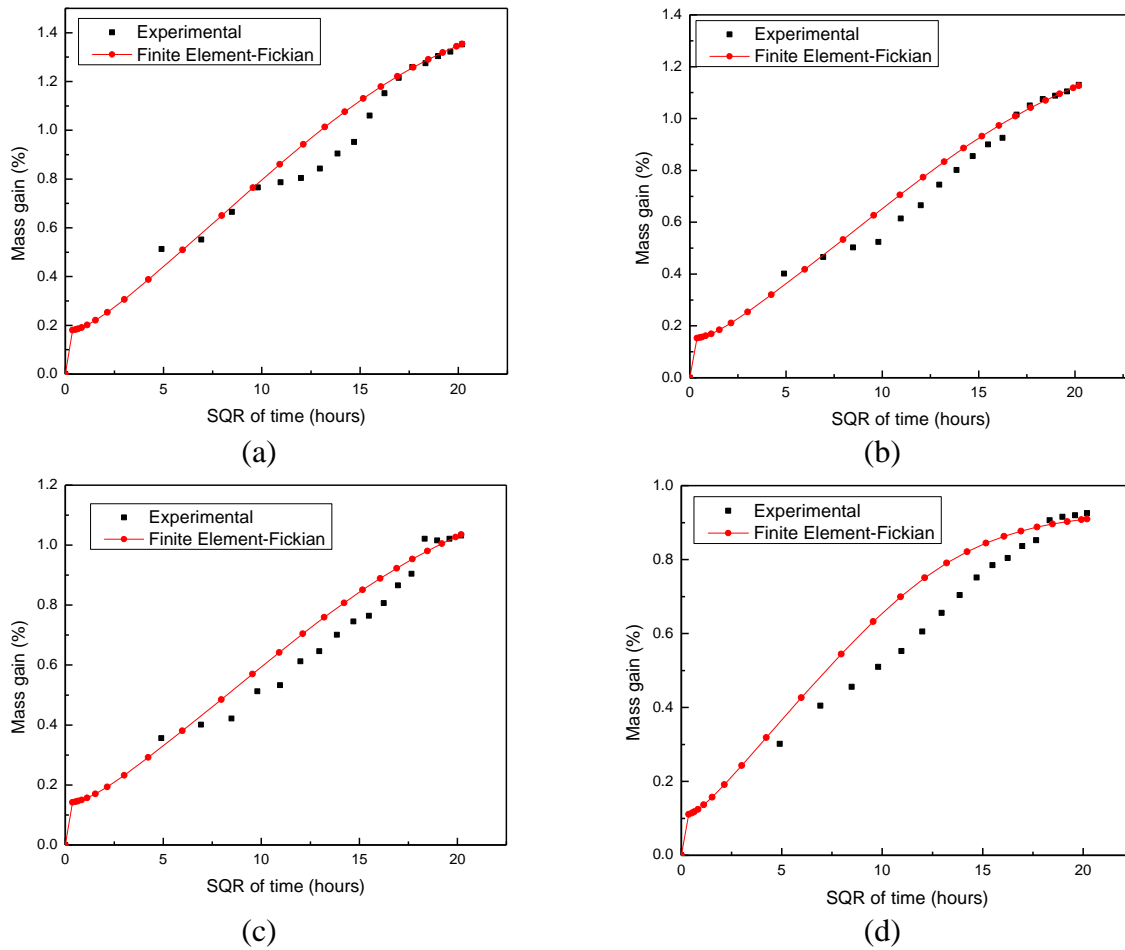 1.4
1.2
1.0
0.8
0.6
0.4
0.2
0.0
Mass gain (%)
Experimental
Finite Element-Fickian
0 5 10 15 20
SQR of time (hours)
(a)
1.4
1.2
1.0
0.8
0.6
0.4
0.2
0.0
Mass gain (%)
Experimental
Finite Element-Fickian
0 5 10 15 20
SQR of time (hours)
(b)
1.2
1.0
0.8
0.6
0.4
0.2
0.0
Mass gain (%)
Experimental
Finite Element-Fickian
0 5 10 15 20
SQR of time (hours)
(c)
1.0
0.8
0.6
0.4
0.2
0.0
Mass gain (%)
Experimental
Finite Element-Fickian
0 5 10 15 20
SQR of time (hours)
(d)